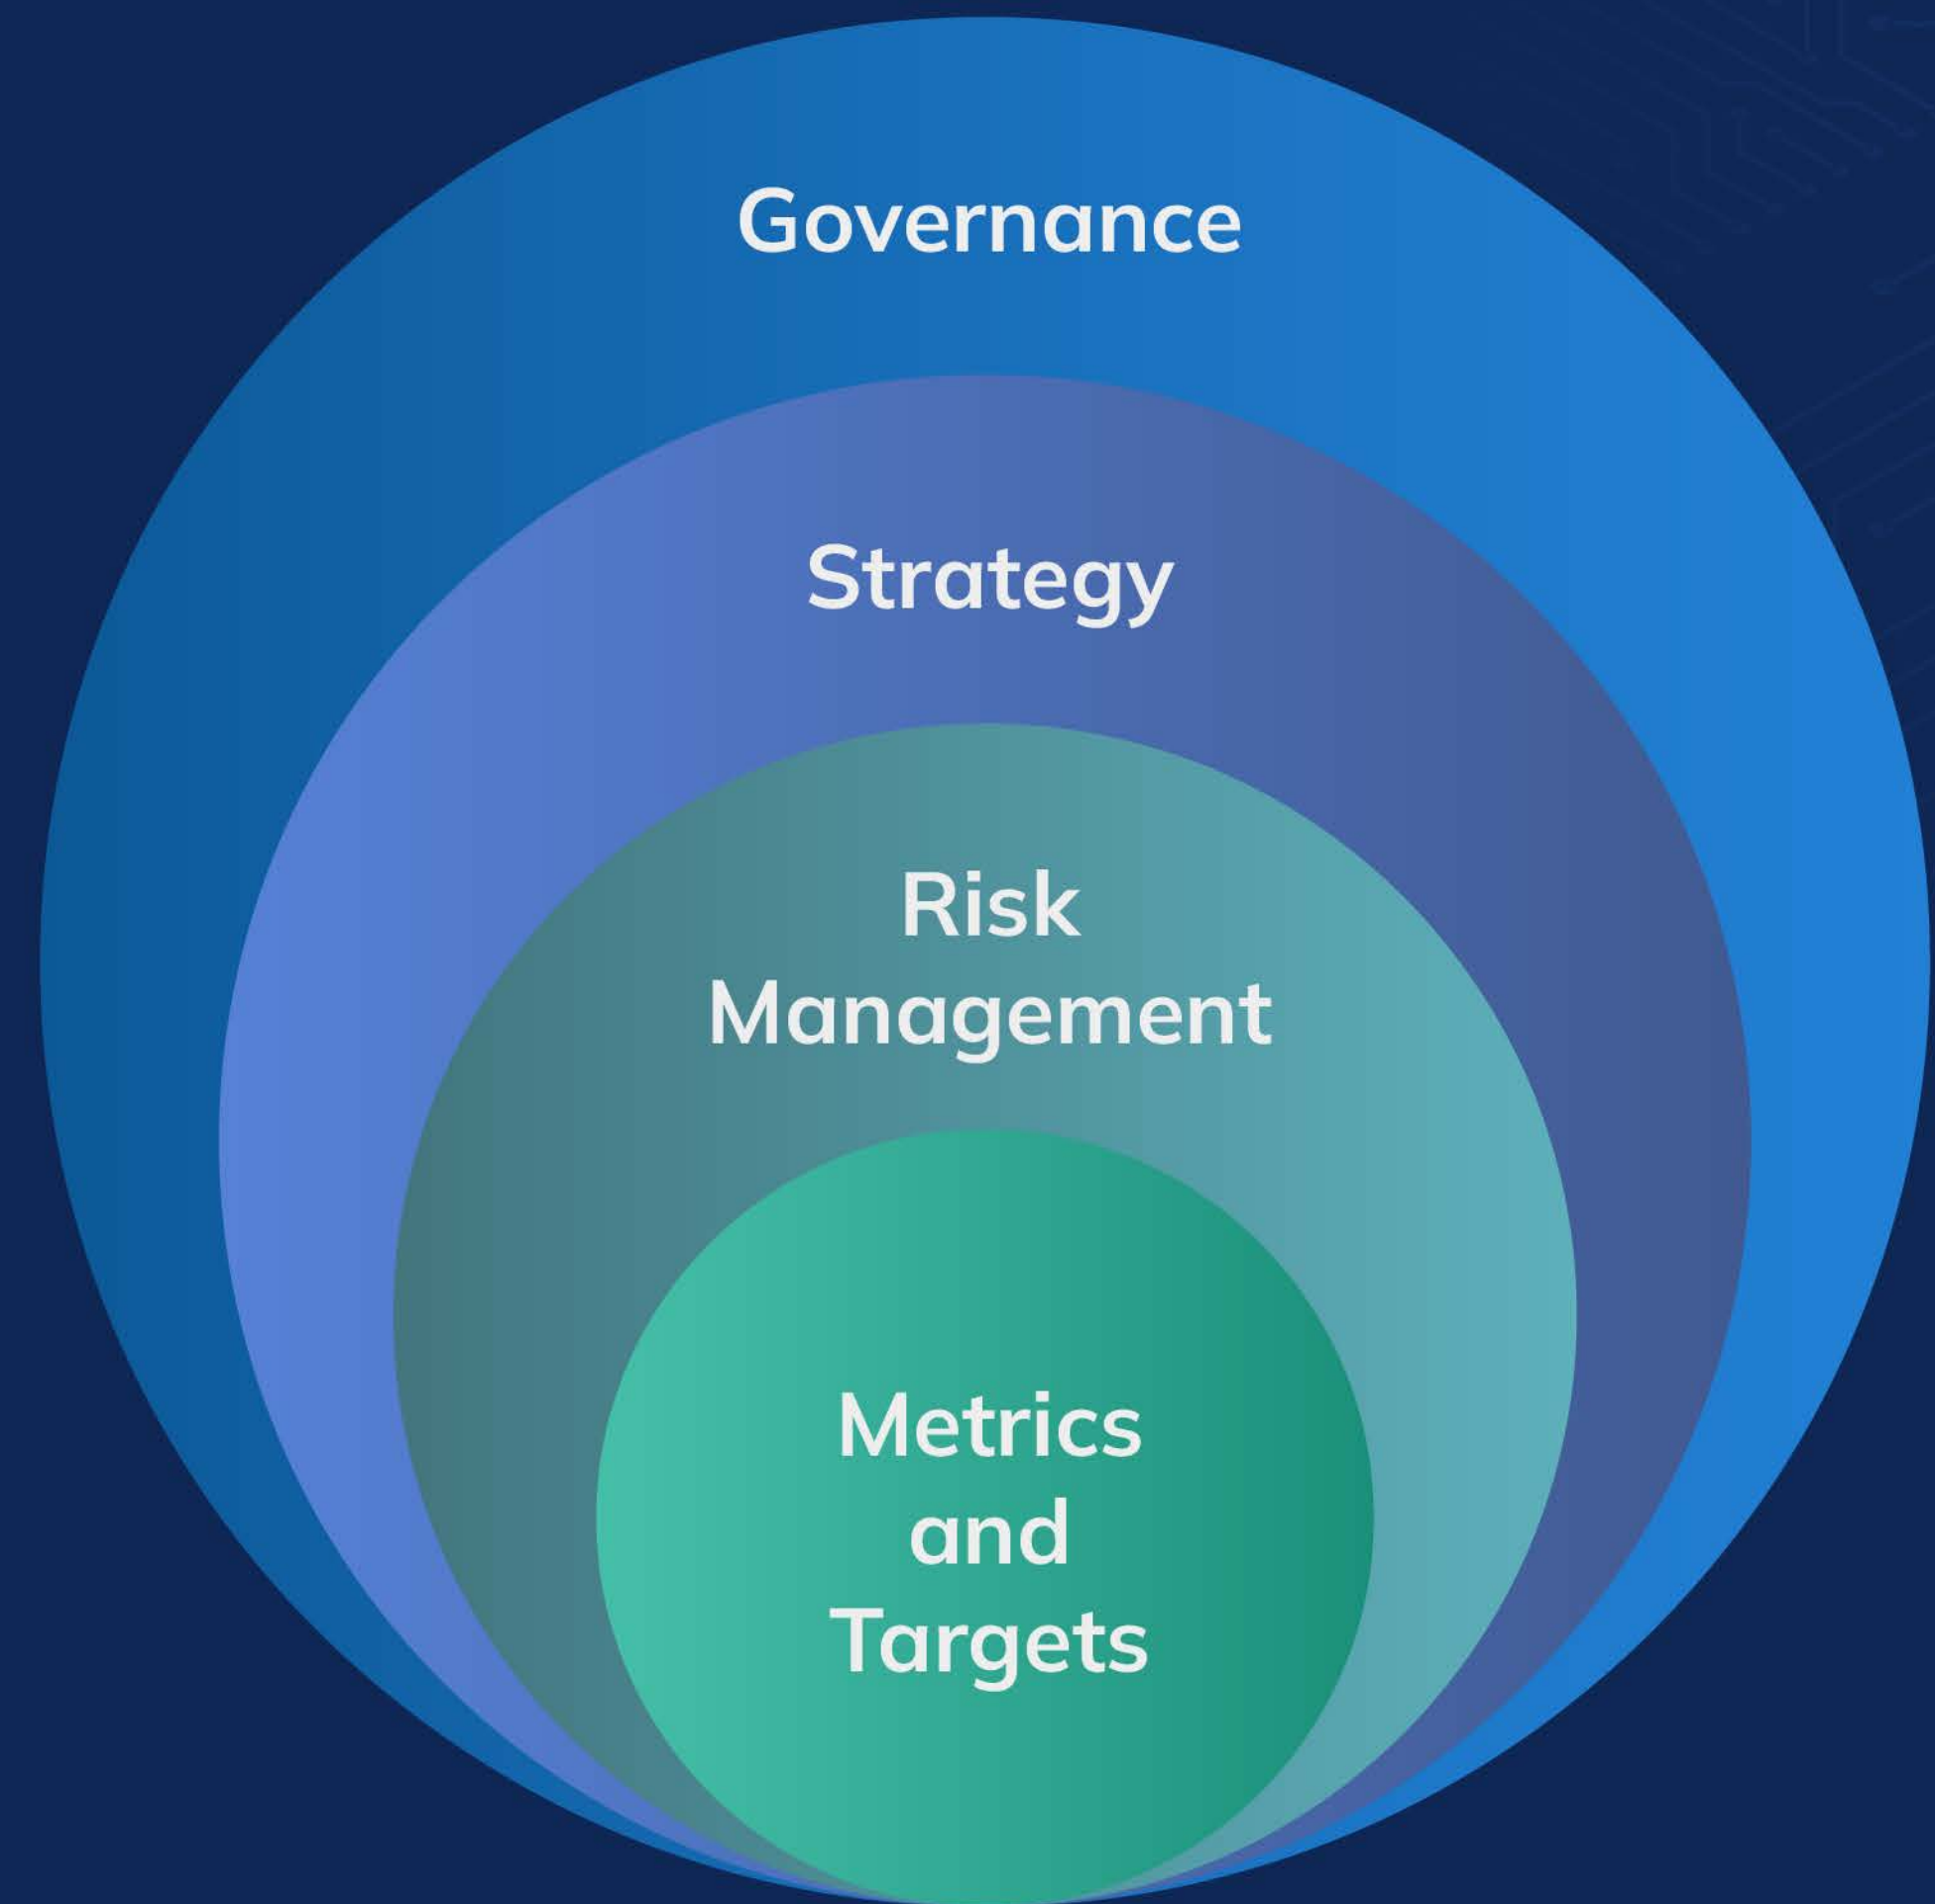 Governance
Strategy
Risk
Management
Metrics
and
Targets